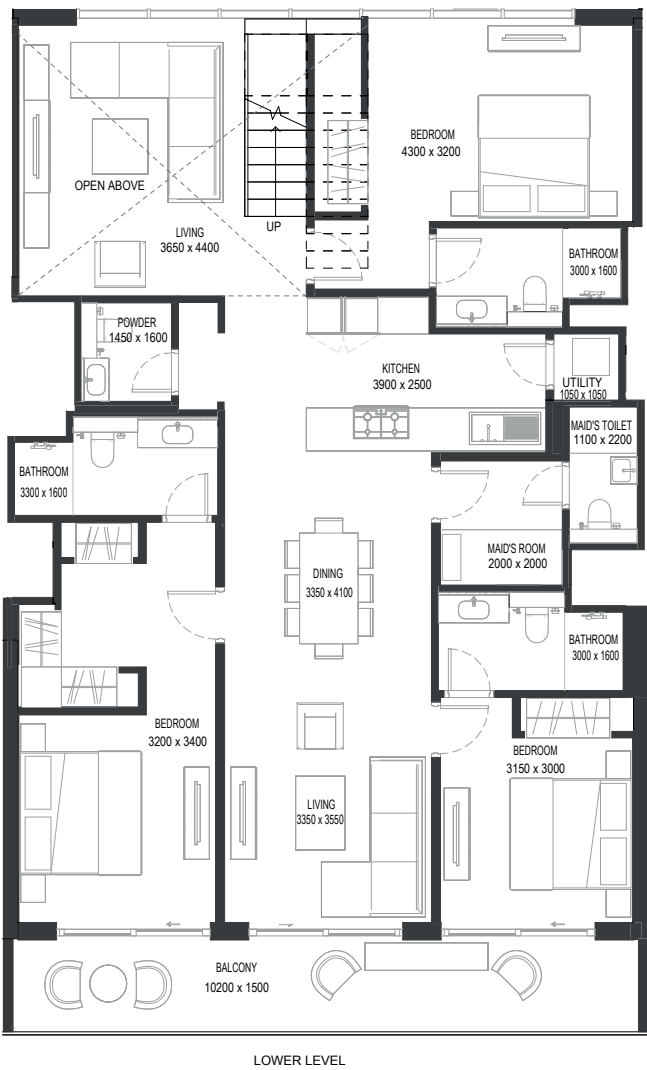 OPEN ABOVE
LIVING
3650 x 4400
UP
BEDROOM
4300 x 3200
BATHROOM
3000 x 1600
POWDER
1450 x 1600
KITCHEN
3900 x 2500
UTILITY
1050 x 1050
MAID'S TOILET
1100 x 2200
BATHROOM
3300 x 1600
MAID'S ROOM
2000 x 2000
DINING
3350 x 4100
BATHROOM
3000 x 1600
BEDROOM
3200 x 3400
BEDROOM
3150 x 3000
LIVING
3350 x 3550
BALCONY
10200 x 1500
LOWER LEVEL